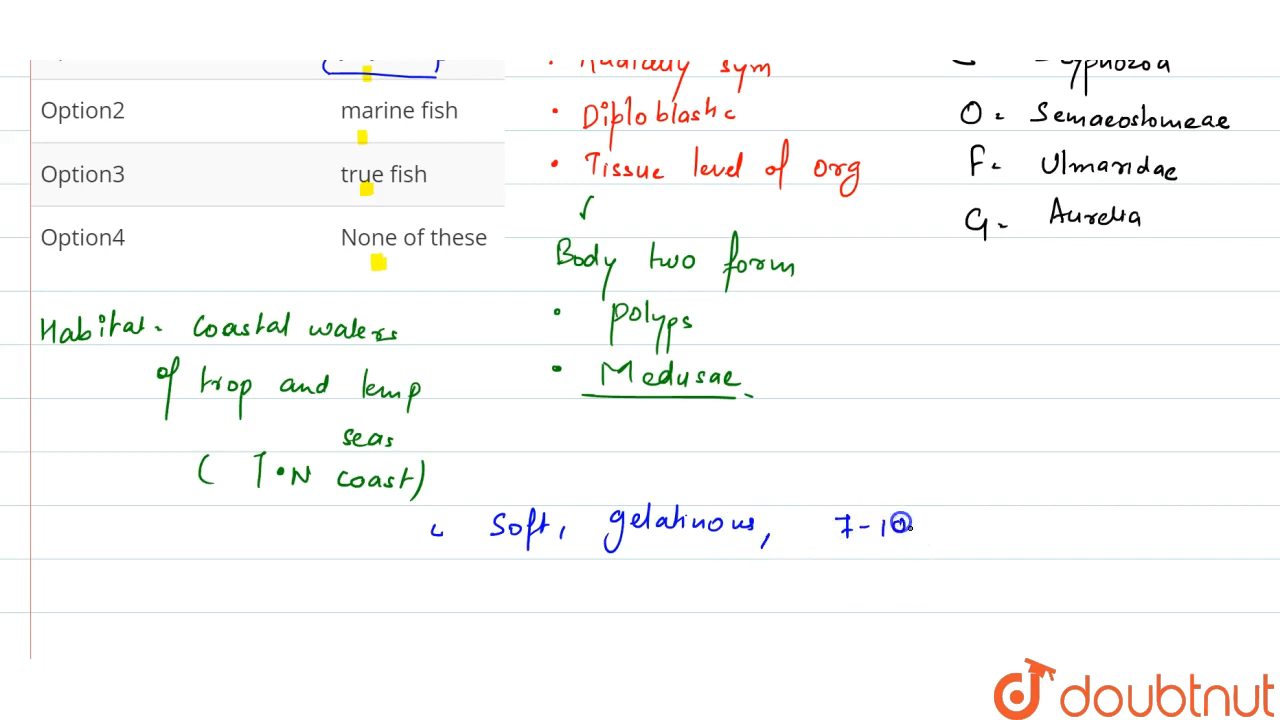 Option2 marine fish
Option3 true fish
Option4 None of these
Habitat - Coastal waters
of trop and temp
seas
( T.N coast)
sym
• Diploblastic
• Tissue level of org
Body two form
• Polyps
• Medusae
O = Semaeostomeae
F = Ulmaridae
G = Aurelia
Soft, gelatinous, 7-10
doubtnut